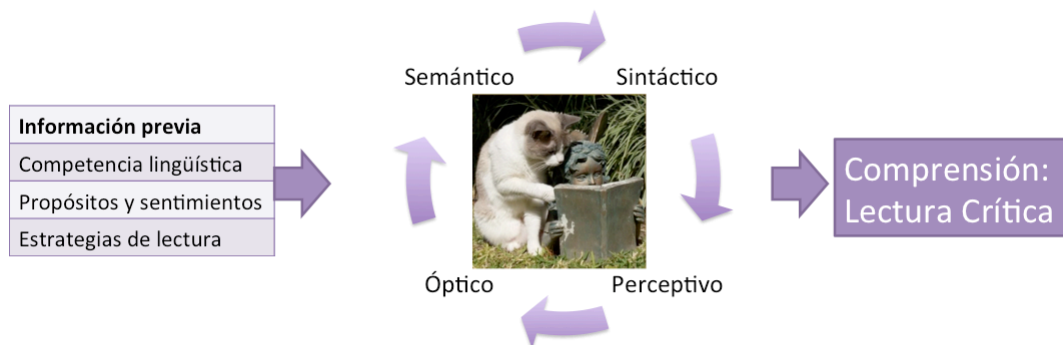 Información previa
Competencia lingüística
Propósitos y sentimientos
Estrategias de lectura
Semántico
Sintáctico
Óptico
Perceptivo
Comprensión:
Lectura Crítica